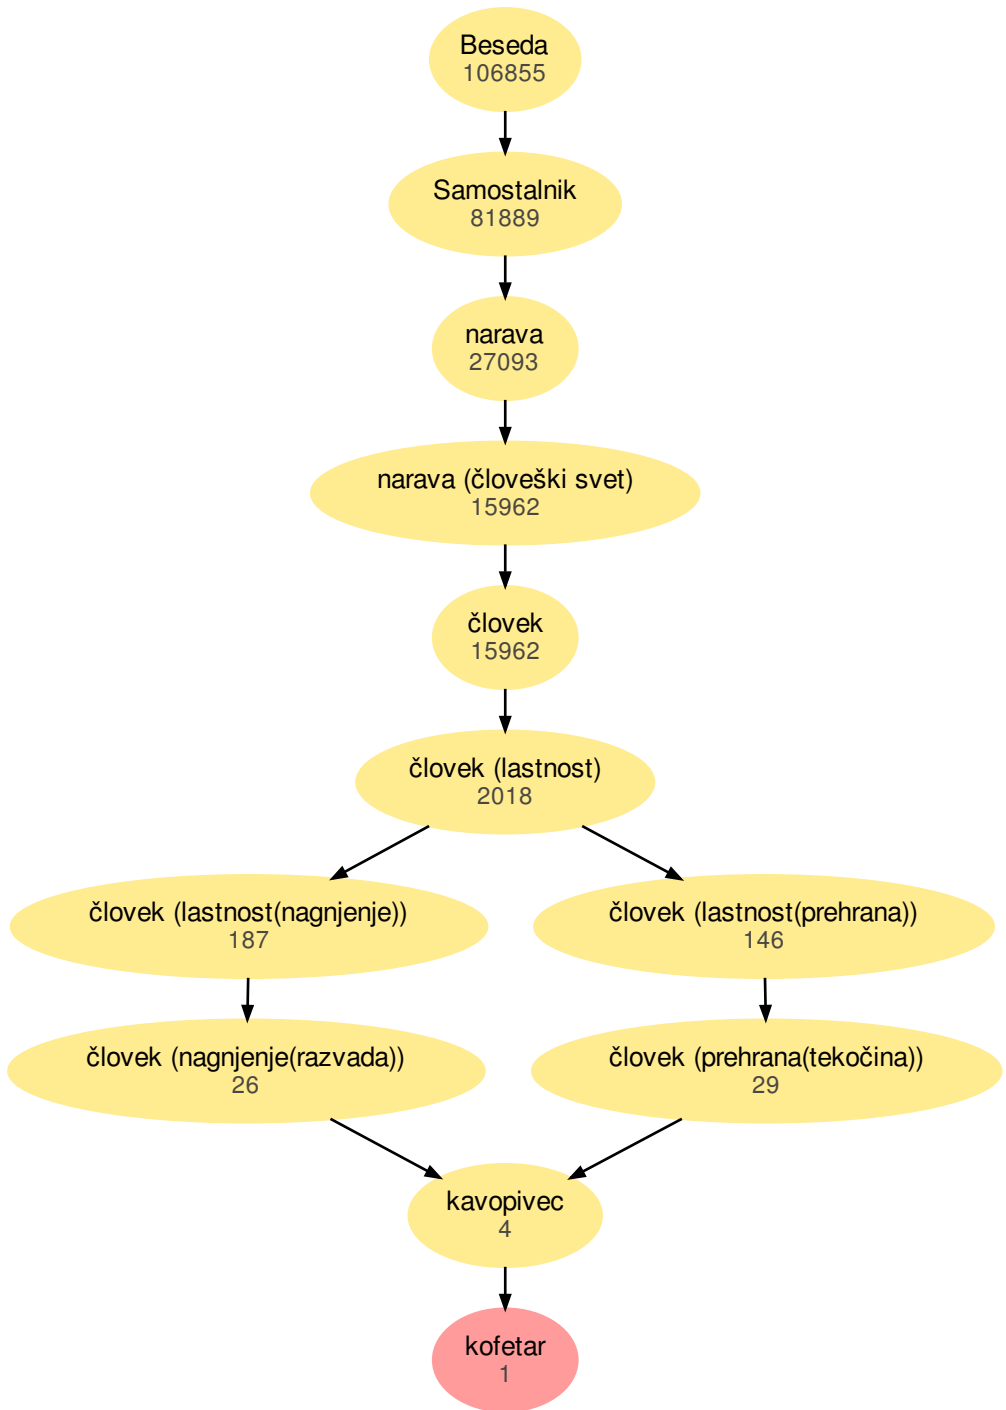 Beseda
106855
Samostalnik
81889
narava
27093
narava (človeški svet)
15962
človek
15962
človek (lastnost)
2018
človek (lastnost(nagnjenje))
187
človek (lastnost(prehrana))
146
človek (nagnjenje(razvada))
26
človek (prehrana(tekočina))
29
kavopivec
4
kofetar
1